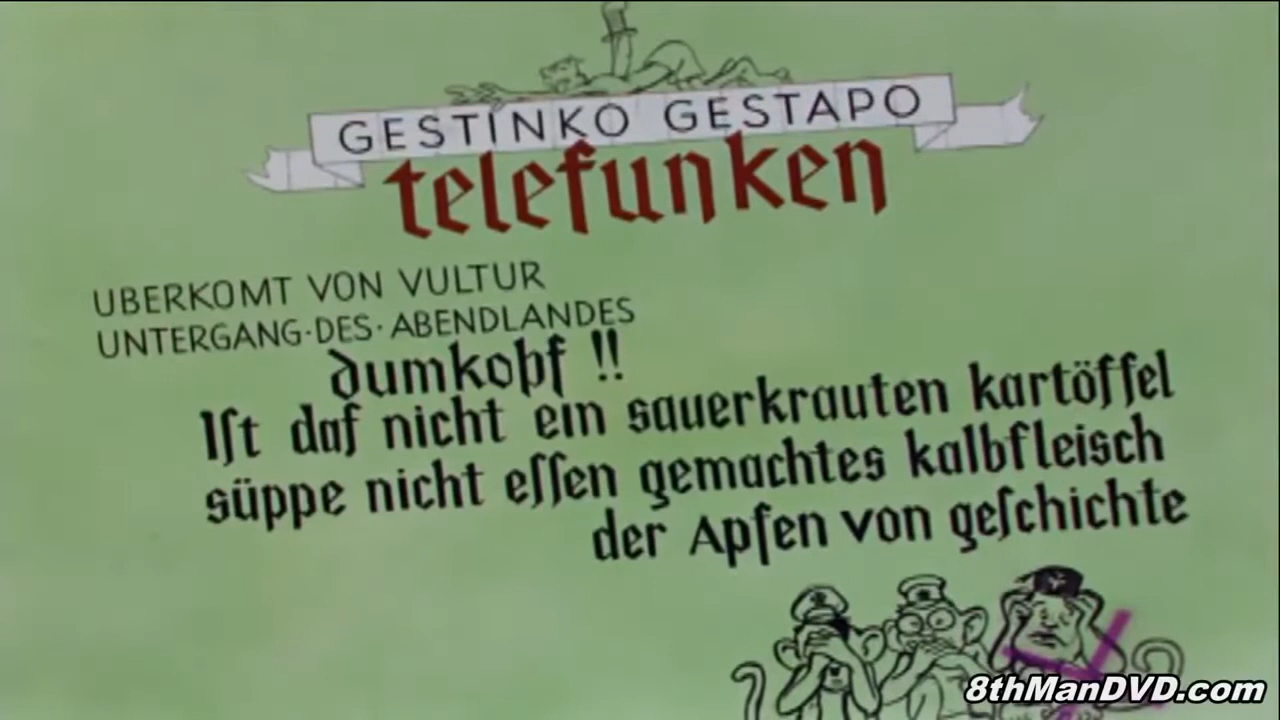 GESTINKO GESTAPO
telefunken
UBERKOMT VON VULTUR
UNTERGANG·DES·ABENDLANDES
dumkopf !!
Iſt daſ nicht ein sauerkrauten kartöffel
süppe nicht eſſen gemachtes kalbfleisch
der Apfen von geſchichte
8thManDVD.com